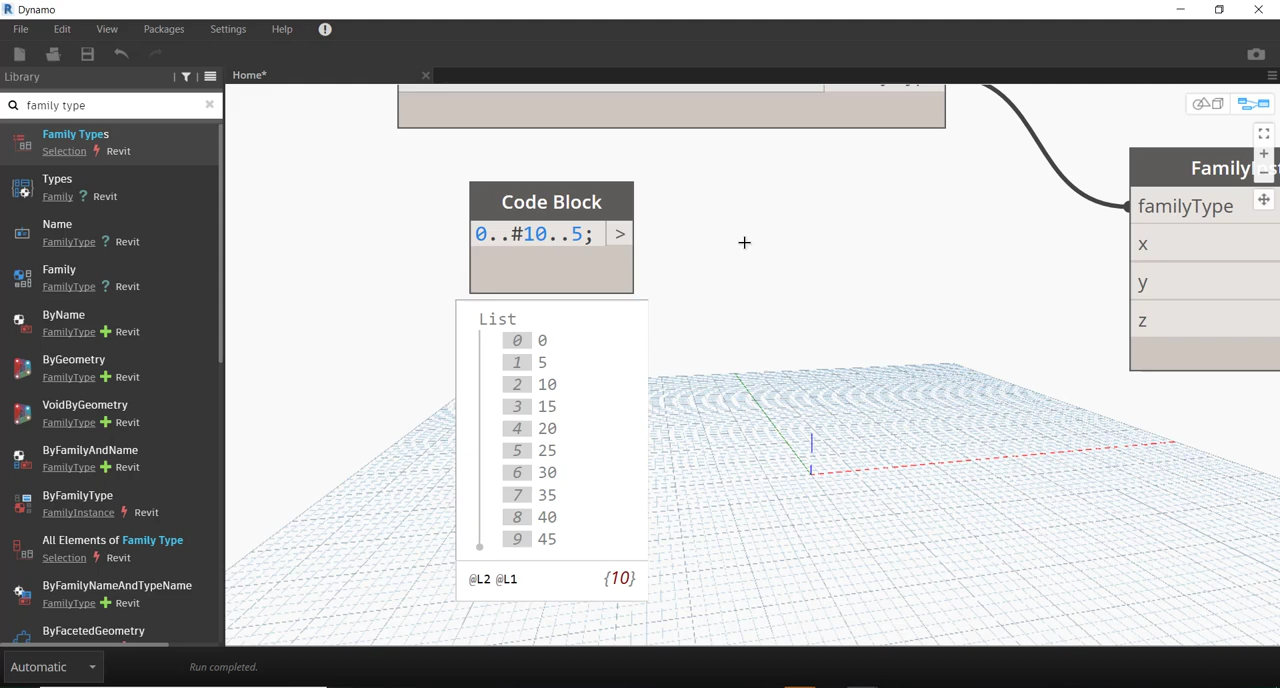 Dynamo
File Edit View Packages Settings Help
Library
Home*
family type
Family Types
Selection Revit
Types
Family ? Revit
Name
FamilyType ? Revit
Family
FamilyType ? Revit
ByName
FamilyType Revit
ByGeometry
FamilyType Revit
VoidByGeometry
FamilyType Revit
ByFamilyAndName
FamilyType Revit
ByFamilyType
FamilyInstance Revit
All Elements of Family Type
Selection Revit
ByFamilyNameAndTypeName
FamilyType Revit
ByFacetedGeometry
Code Block
0..#10..5; >
List
0 0
1 5
2 10
3 15
4 20
5 25
6 30
7 35
8 40
9 45
@L2 @L1 {10}
familyType
x
y
z
Automatic
Run completed.